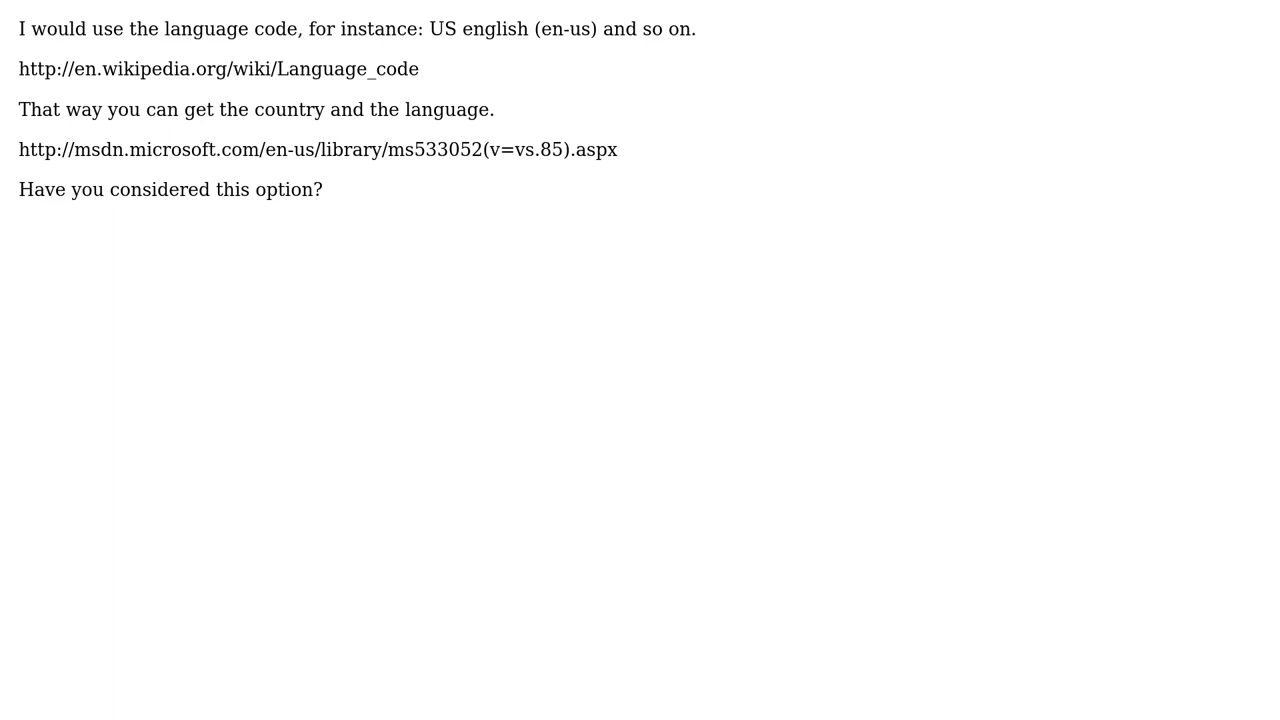 I would use the language code, for instance: US english (en-us) and so on.
http://en.wikipedia.org/wiki/Language_code
That way you can get the country and the language.
http://msdn.microsoft.com/en-us/library/ms533052(v=vs.85).aspx
Have you considered this option?